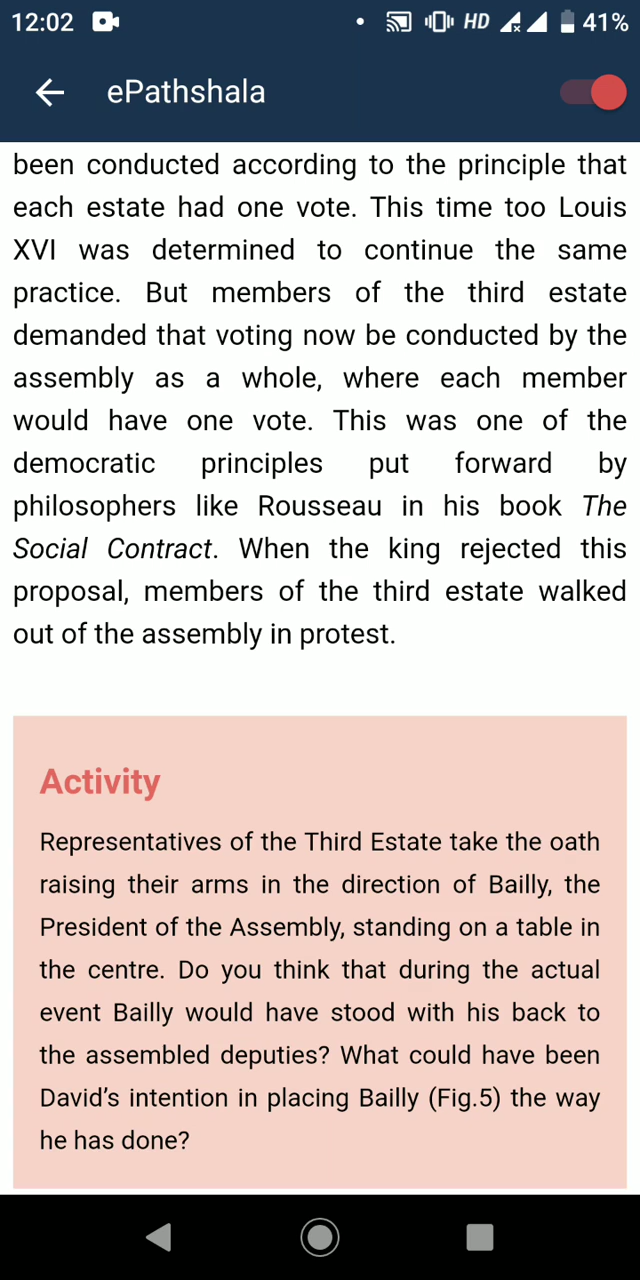 12:02 HD 41%
ePathshala
been conducted according to the principle that
each estate had one vote. This time too Louis
XVI was determined to continue the same
practice. But members of the third estate
demanded that voting now be conducted by the
assembly as a whole, where each member
would have one vote. This was one of the
democratic principles put forward by
philosophers like Rousseau in his book The
Social Contract. When the king rejected this
proposal, members of the third estate walked
out of the assembly in protest.
Activity
Representatives of the Third Estate take the oath
raising their arms in the direction of Bailly, the
President of the Assembly, standing on a table in
the centre. Do you think that during the actual
event Bailly would have stood with his back to
the assembled deputies? What could have been
David’s intention in placing Bailly (Fig.5) the way
he has done?